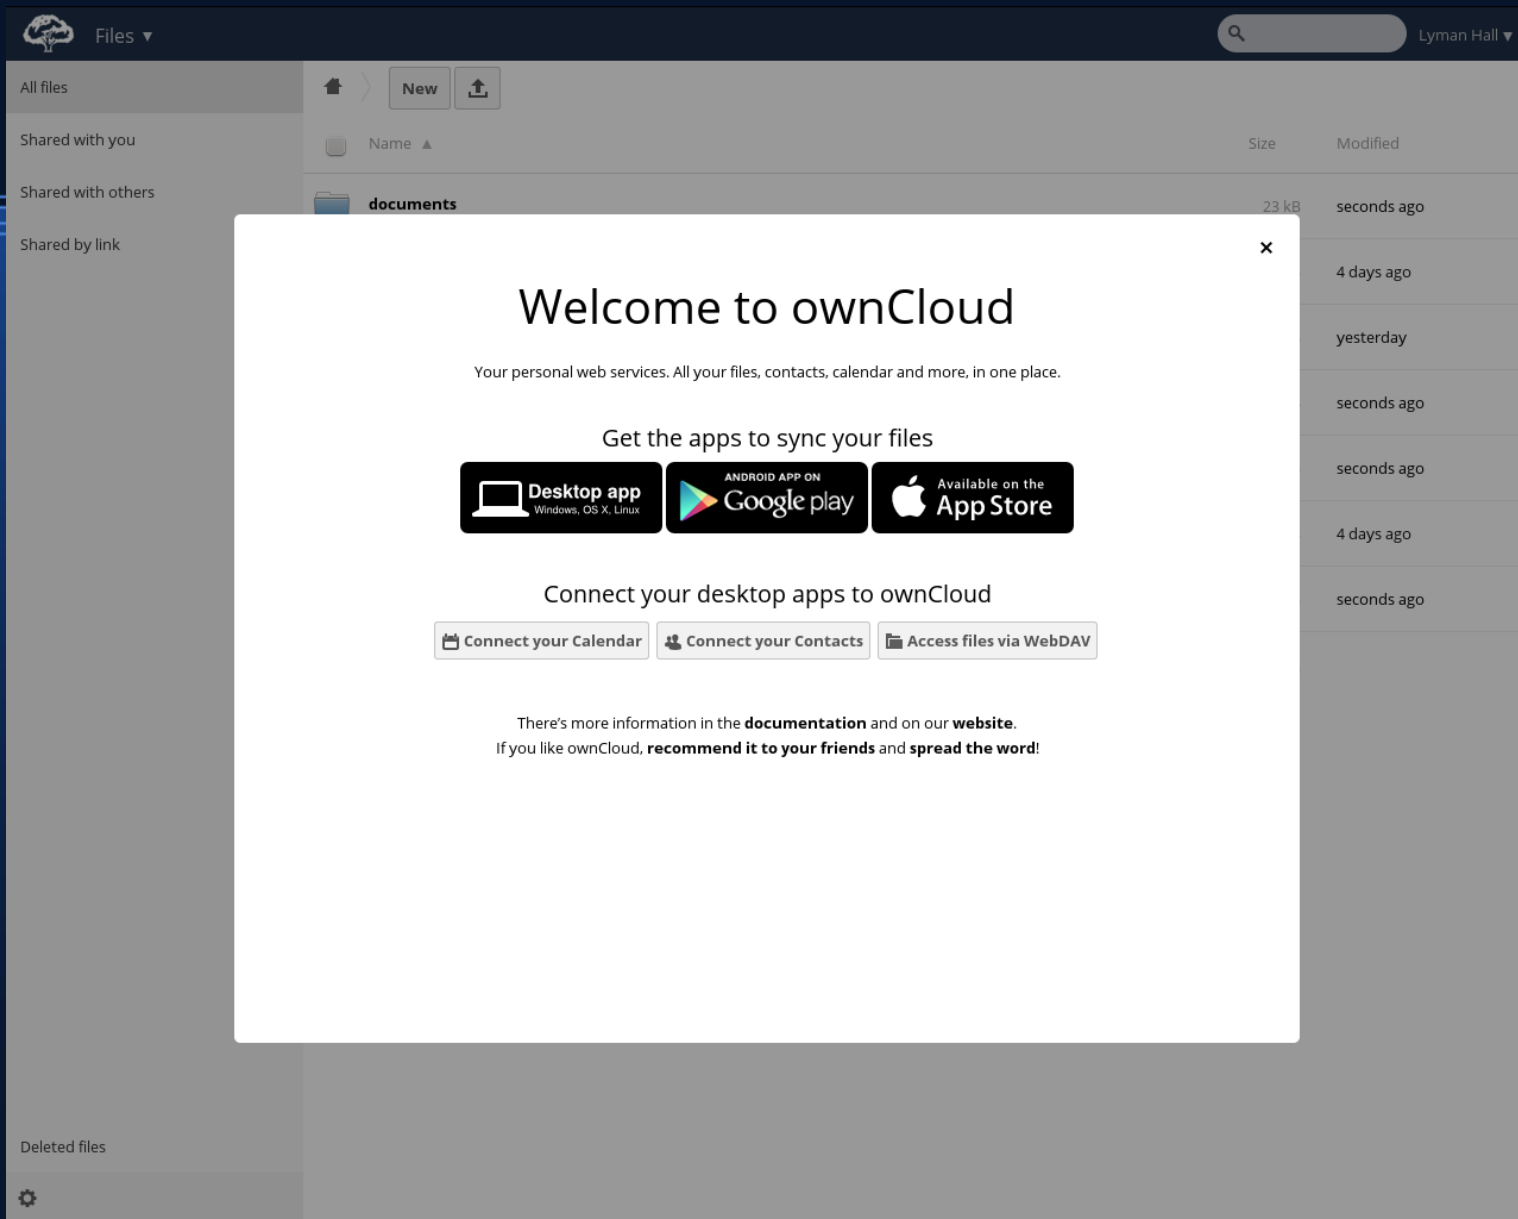 Files ▼
Lyman Hall ▼
All files
Shared with you
Shared with others
Shared by link
New
Name ▲
Size
Modified
documents
23 kB
seconds ago
4 days ago
yesterday
seconds ago
seconds ago
4 days ago
seconds ago
×
Welcome to ownCloud
Your personal web services. All your files, contacts, calendar and more, in one place.
Get the apps to sync your files
Desktop app
Windows, OS X, Linux
ANDROID APP ON
Google play
Available on the
App Store
Connect your desktop apps to ownCloud
Connect your Calendar
Connect your Contacts
Access files via WebDAV
There’s more information in the documentation and on our website.
If you like ownCloud, recommend it to your friends and spread the word!
Deleted files